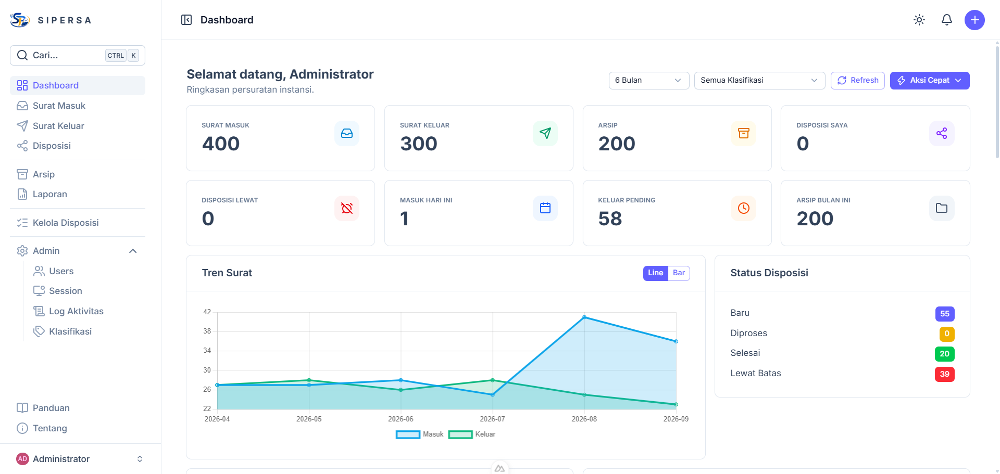 SIPERSA
Cari...
CTRL K
Dashboard
Surat Masuk
Surat Keluar
Disposisi
Arsip
Laporan
Kelola Disposisi
Admin
Users
Session
Log Aktivitas
Klasifikasi
Panduan
Tentang
AD Administrator
Dashboard
Selamat datang, Administrator
Ringkasan persuratan instansi.
6 Bulan
Semua Klasifikasi
Refresh
Aksi Cepat
SURAT MASUK
400
SURAT KELUAR
300
ARSIP
200
DISPOSISI SAYA
0
DISPOSISI LEWAT
0
MASUK HARI INI
1
KELUAR PENDING
58
ARSIP BULAN INI
200
Tren Surat
Line Bar
42
38
34
30
26
22
2026-04 2026-05 2026-06 2026-07 2026-08 2026-09
Masuk Keluar
Status Disposisi
Baru 55
Diproses 0
Selesai 20
Lewat Batas 39